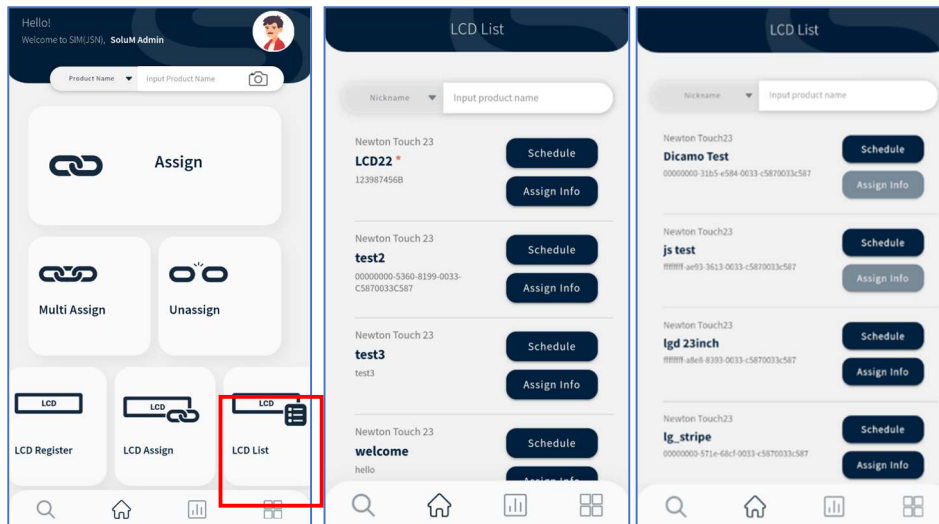 Hello!
Welcome to SIM(JSN), SoluM Admin
Product Name
Input Product Name
Assign
Multi Assign
Unassign
LCD
LCD
LCD
LCD Register
LCD Assign
LCD List
LCD List
Nickname
Input product name
Newton Touch 23
LCD22 *
123987456B
Schedule
Assign Info
Newton Touch 23
test2
00000000-5360-8199-0033-
C5870033C587
Schedule
Assign Info
Newton Touch 23
test3
test3
Schedule
Assign Info
Newton Touch 23
welcome
hello
Schedule
Assign Info
LCD List
Nickname
Input product name
Newton Touch23
Dicamo Test
00000000-31b5-e584-0033-c5870033c587
Schedule
Assign Info
Newton Touch23
js test
ffffffff-ae93-3613-0033-c5870033c587
Schedule
Assign Info
Newton Touch23
lgd 23inch
ffffffff-a8e8-8393-0033-c5870033c587
Schedule
Assign Info
Newton Touch23
lg_stripe
00000000-571e-68cf-0033-c5870033c587
Schedule
Assign Info